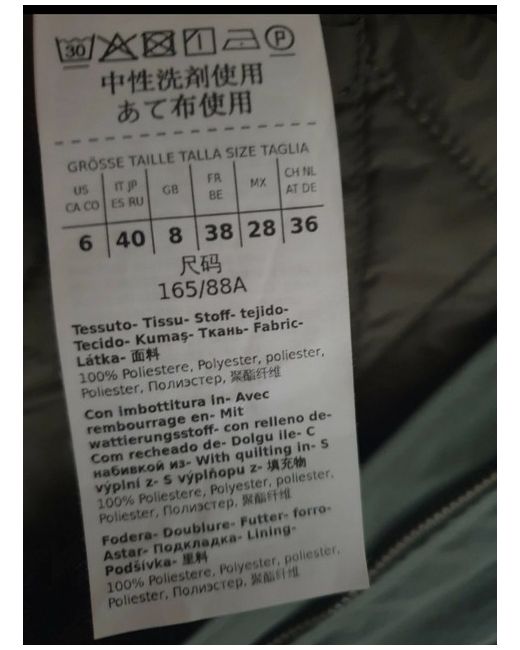 30 P
中性洗剤使用
あて布使用
GRÖSSE TAILLE TALLA SIZE TAGLIA
US CA CO IT JP ES RU GB FR BE MX CH NL AT DE
6 40 8 38 28 36
尺码
165/88A
Tessuto- Tissu- Stoff- tejido-
Tecido- Kumaş- Ткань- Fabric-
Látka- 面料
100% Poliestere, Polyester, poliester,
Poliester, Полиэстер, 聚酯纤维
Con imbottitura in- Avec
rembourrage en- Mit
wattierungsstoff- con relleno de-
Com recheado de- Dolgu ile- С
набивкой из- With quilting in- S
výplní z- S výplňopu z- 填充物
100% Poliestere, Polyester, poliester,
Poliester, Полиэстер, 聚酯纤维
Fodera- Doublure- Futter- forro-
Astar- Подкладка- Lining-
Podšívka- 里料
100% Poliestere, Polyester, poliester,
Poliester, Полиэстер, 聚酯纤维